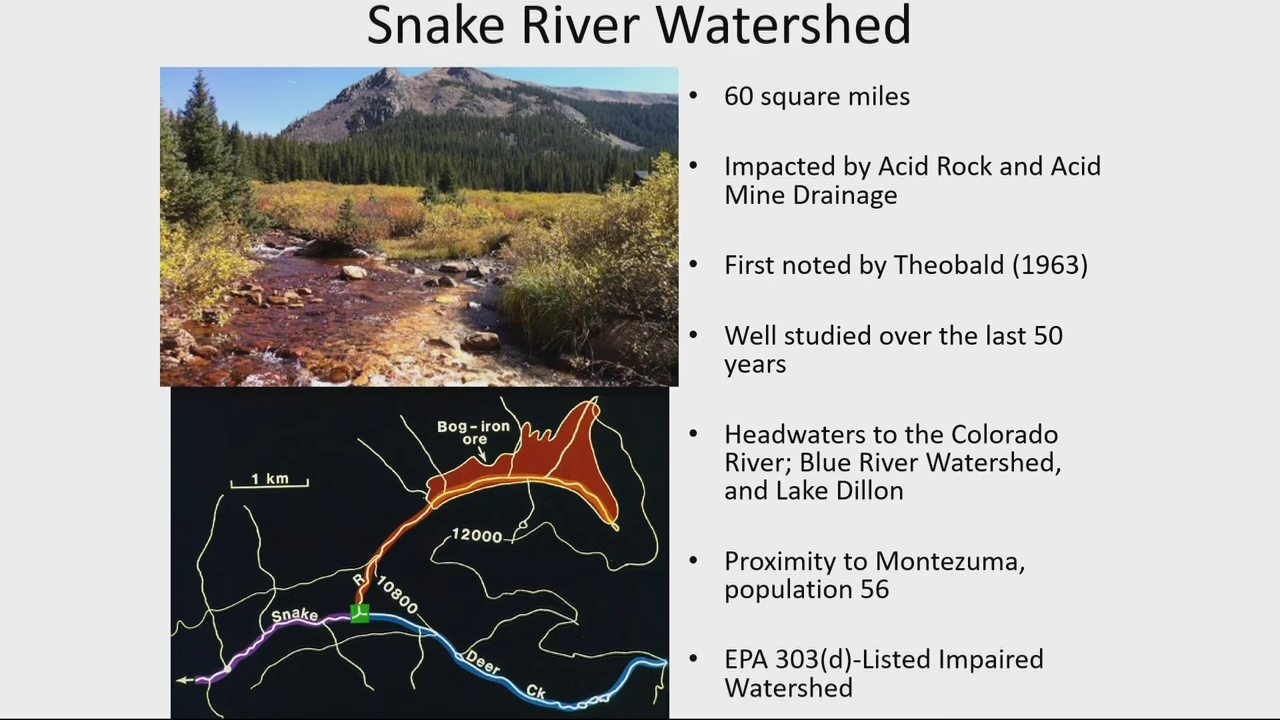 Snake River Watershed
• 60 square miles
• Impacted by Acid Rock and Acid
Mine Drainage
• First noted by Theobald (1963)
• Well studied over the last 50
years
• Headwaters to the Colorado
River; Blue River Watershed,
and Lake Dillon
• Proximity to Montezuma,
population 56
• EPA 303(d)-Listed Impaired
Watershed
Bog-iron
ore
1 km
12000
R
10800
Snake
Deer
Ck